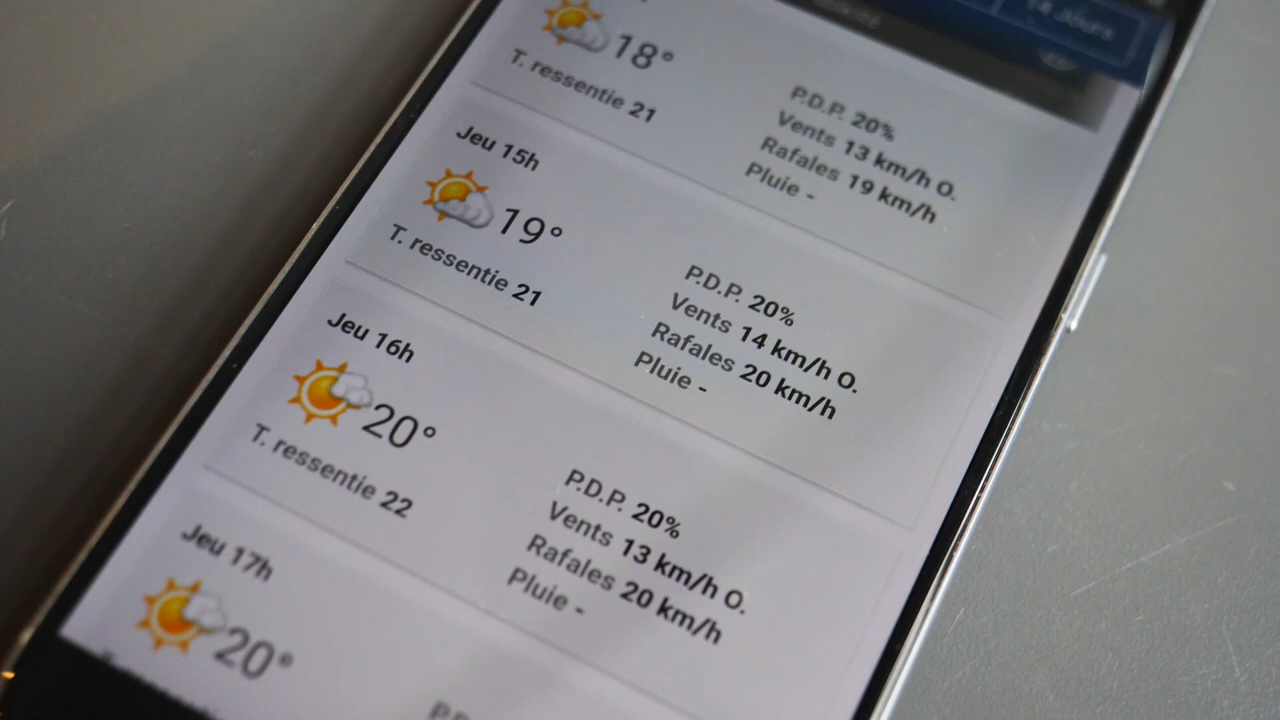 14 Jours
18°
T. ressentie 21
P.D.P. 20%
Vents 13 km/h O.
Rafales 19 km/h
Pluie -
Jeu 15h
19°
T. ressentie 21
P.D.P. 20%
Vents 14 km/h O.
Rafales 20 km/h
Pluie -
Jeu 16h
20°
T. ressentie 22
P.D.P. 20%
Vents 13 km/h O.
Rafales 20 km/h
Pluie -
Jeu 17h
20°